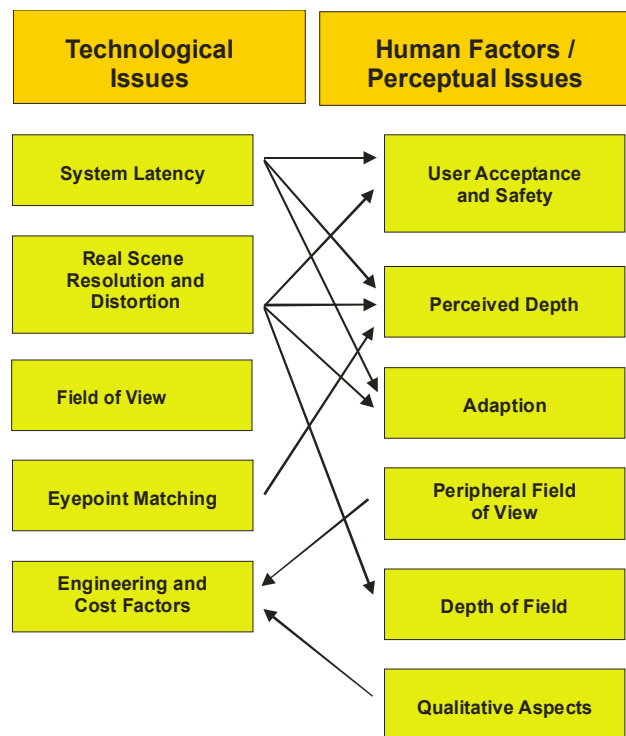 Technological
Issues
Human Factors /
Perceptual Issues
System Latency
Real Scene
Resolution and
Distortion
Field of View
Eyepoint Matching
Engineering and
Cost Factors
User Acceptance
and Safety
Perceived Depth
Adaption
Peripheral Field
of View
Depth of Field
Qualitative Aspects